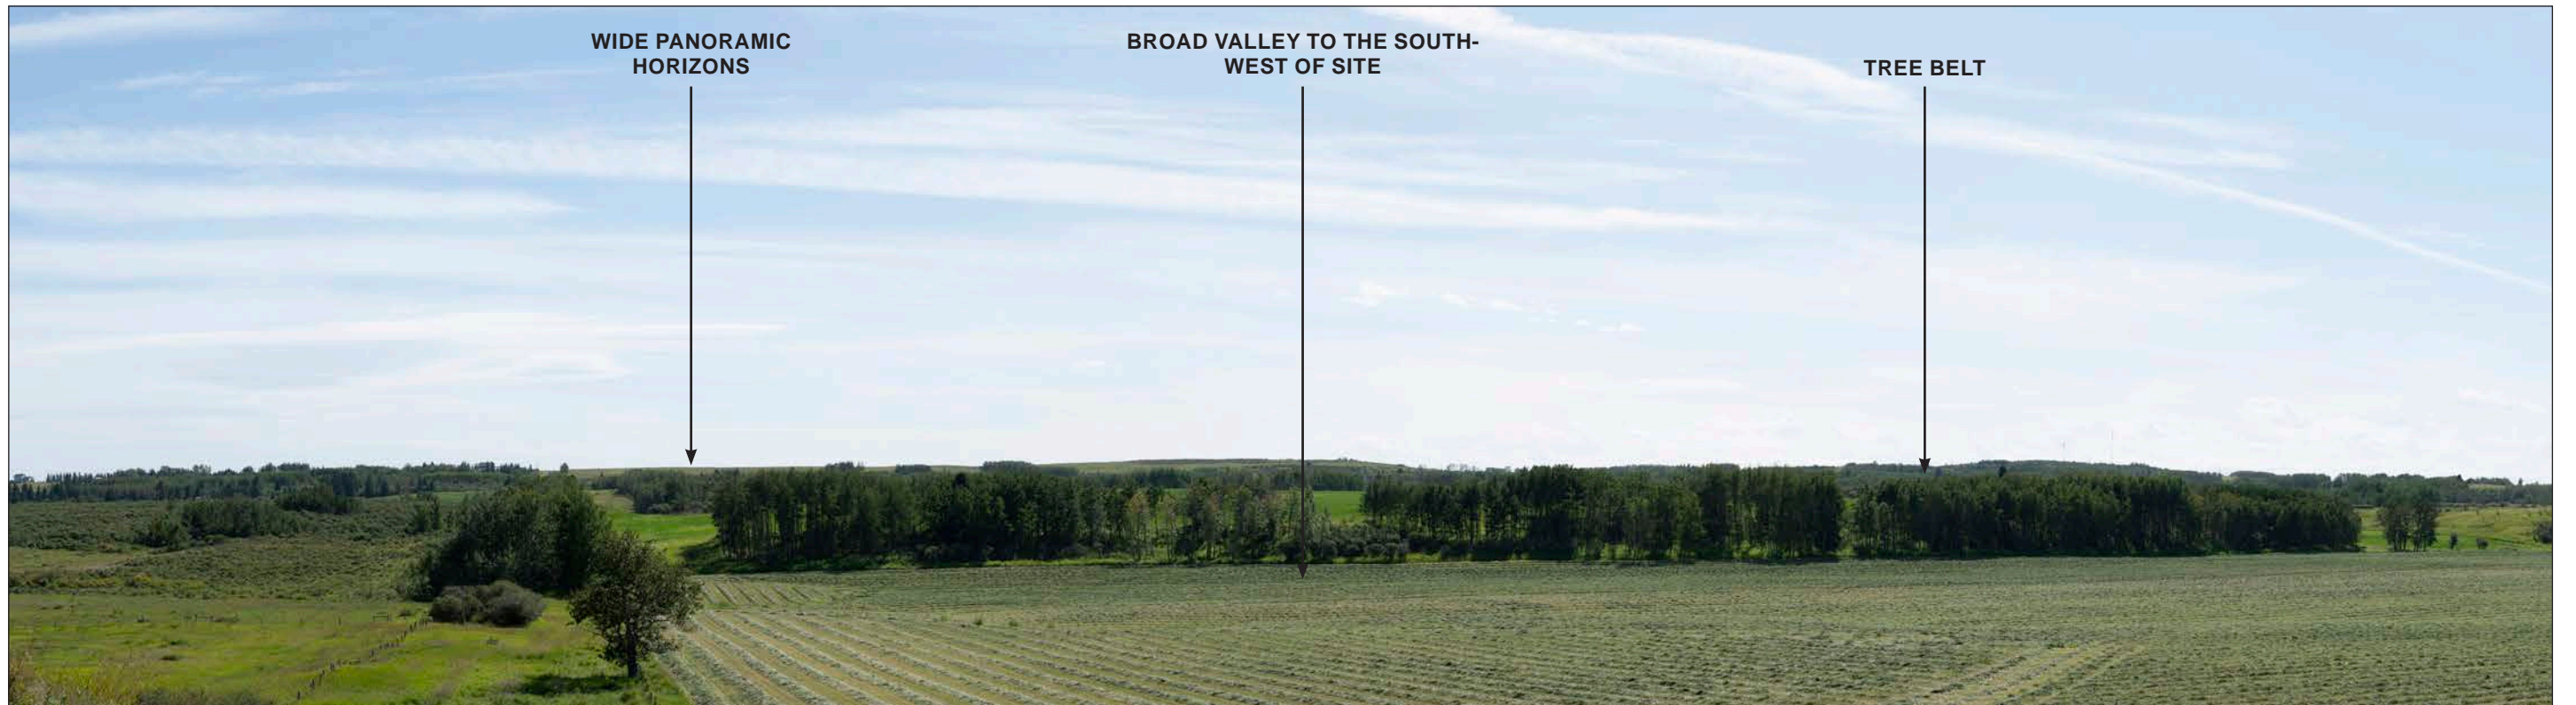 WIDE PANORAMIC
HORIZONS
BROAD VALLEY TO THE SOUTH-
WEST OF SITE
TREE BELT